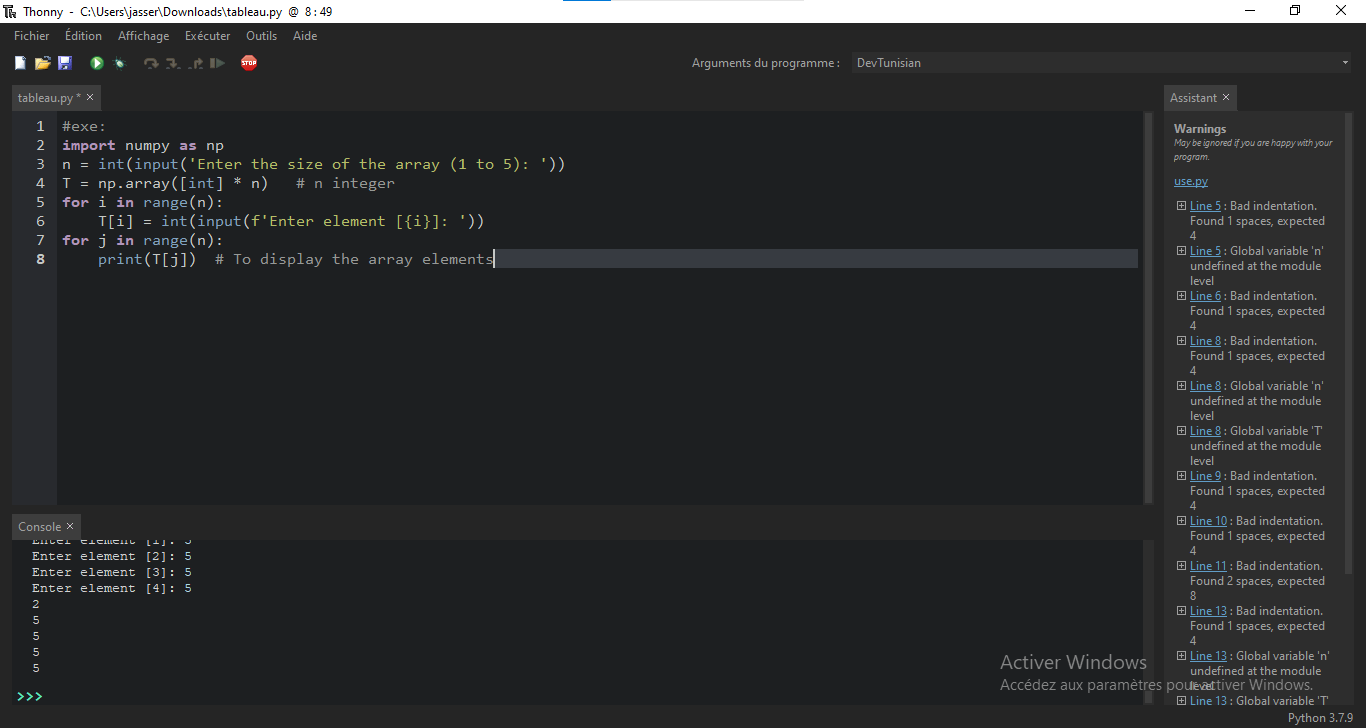 Thonny - C:\Users\jasser\Downloads\tableau.py @ 8:49
Fichier Édition Affichage Exécuter Outils Aide
STOP
Arguments du programme : DevTunisian
tableau.py * ×
1 #exe:
2 import numpy as np
3 n = int(input('Enter the size of the array (1 to 5): '))
4 T = np.array([int] * n)   # n integer
5 for i in range(n):
6     T[i] = int(input(f'Enter element [{i}]: '))
7 for j in range(n):
8     print(T[j])  # To display the array elements
Console ×
Enter element [1]: 5
Enter element [2]: 5
Enter element [3]: 5
Enter element [4]: 5
2
5
5
5
5
>>>
Assistant ×
Warnings
May be ignored if you are happy with your
program.
use.py
Line 5 : Bad indentation.
Found 1 spaces, expected
4
Line 5 : Global variable 'n'
undefined at the module
level
Line 6 : Bad indentation.
Found 1 spaces, expected
4
Line 8 : Bad indentation.
Found 1 spaces, expected
4
Line 8 : Global variable 'n'
undefined at the module
level
Line 8 : Global variable 'T'
undefined at the module
level
Line 9 : Bad indentation.
Found 1 spaces, expected
4
Line 10 : Bad indentation.
Found 1 spaces, expected
4
Line 11 : Bad indentation.
Found 2 spaces, expected
8
Line 13 : Bad indentation.
Found 1 spaces, expected
4
Line 13 : Global variable 'n'
undefined at the module
level
Line 13 : Global variable 'T'
Activer Windows
Accédez aux paramètres pour activer Windows.
Python 3.7.9